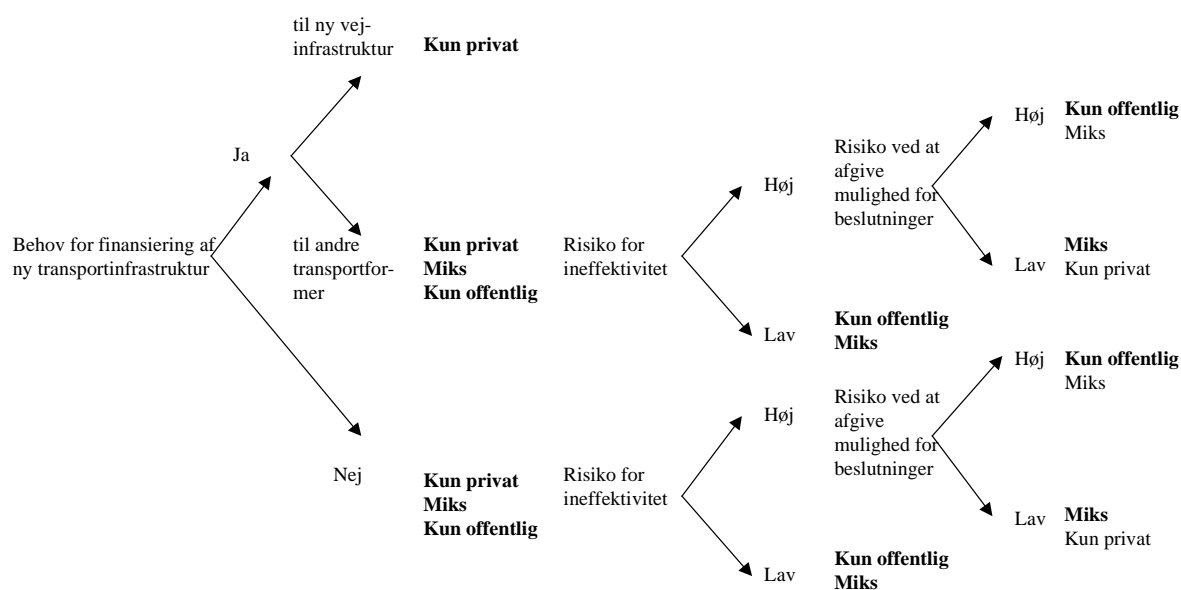 til ny vej-
infrastruktur
Kun privat
Ja
Behov for finansiering af
ny transportinfrastruktur
til andre
transportfor-
mer
Kun privat
Miks
Kun offentlig
Risiko for
ineffektivitet
Høj
Risiko ved at
afgive
mulighed for
beslutninger
Høj
Kun offentlig
Miks
Lav
Miks
Kun privat
Lav
Kun offentlig
Miks
Nej
Kun privat
Miks
Kun offentlig
Risiko for
ineffektivitet
Høj
Risiko ved at
afgive
mulighed for
beslutninger
Høj
Kun offentlig
Miks
Lav
Miks
Kun privat
Lav
Kun offentlig
Miks